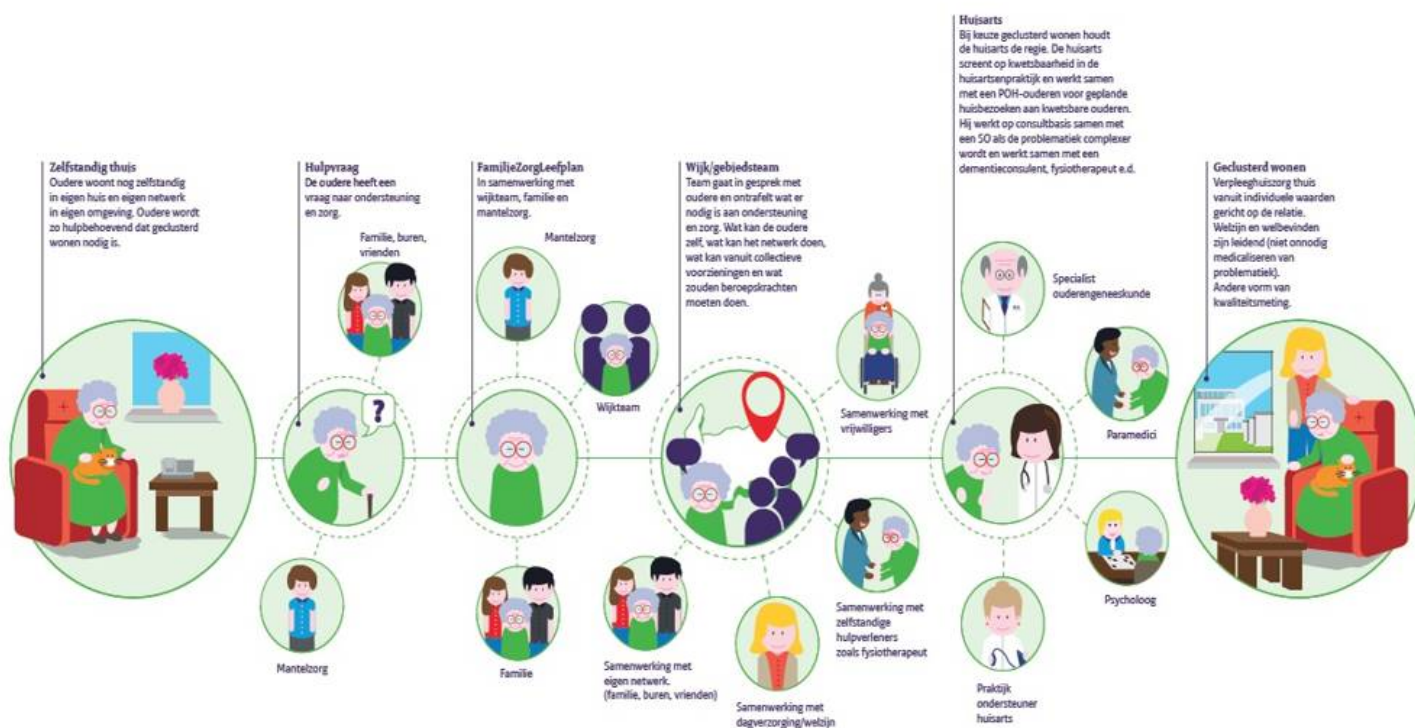 Zelfstandig thuis
Oudere woont nog zelfstandig
in eigen huis en eigen netwerk
in eigen omgeving. Oudere wordt
zo hulpbehoevend dat geclusterd
wonen nodig is.
Hulpvraag
De oudere heeft een
vraag naar ondersteuning
en zorg.
Familie, buren,
vrienden
?
Mantelzorg
FamilieZorgLeefplan
In samenwerking met
wijkteam, familie en
mantelzorg.
Mantelzorg
Wijkteam
Familie
Wijk/gebiedsteam
Team gaat in gesprek met
oudere en ontrafelt wat er
nodig is aan ondersteuning
en zorg. Wat kan de oudere
zelf, wat kan het netwerk doen,
wat kan vanuit collectieve
voorzieningen en wat
zouden beroepskrachten
moeten doen.
Samenwerking met
vrijwilligers
Samenwerking met
eigen netwerk.
(familie, buren, vrienden)
Samenwerking met
dagverzorging/welzijn
Samenwerking met
zelfstandige
hulpverleners
zoals fysiotherapeut
Huisarts
Bij keuze geclusterd wonen houdt
de huisarts de regie. De huisarts
screent op kwetsbaarheid in de
huisartsenpraktijk en werkt samen
met een POH-ouderen voor geplande
huisbezoeken aan kwetsbare ouderen.
Hij werkt op consultbasis samen met
een SO als de problematiek complexer
wordt en werkt samen met een
dementieconsulent, fysiotherapeut e.d.
Specialist
ouderengeneeskunde
Paramedici
Psycholoog
Praktijk
ondersteuner
huisarts
Geclusterd wonen
Verpleeghuiszorg thuis
vanuit individuele waarden
gericht op de relatie.
Welzijn en welbevinden
zijn leidend (niet onnodig
medicaliseren van
problematiek).
Andere vorm van
kwaliteitsmeting.